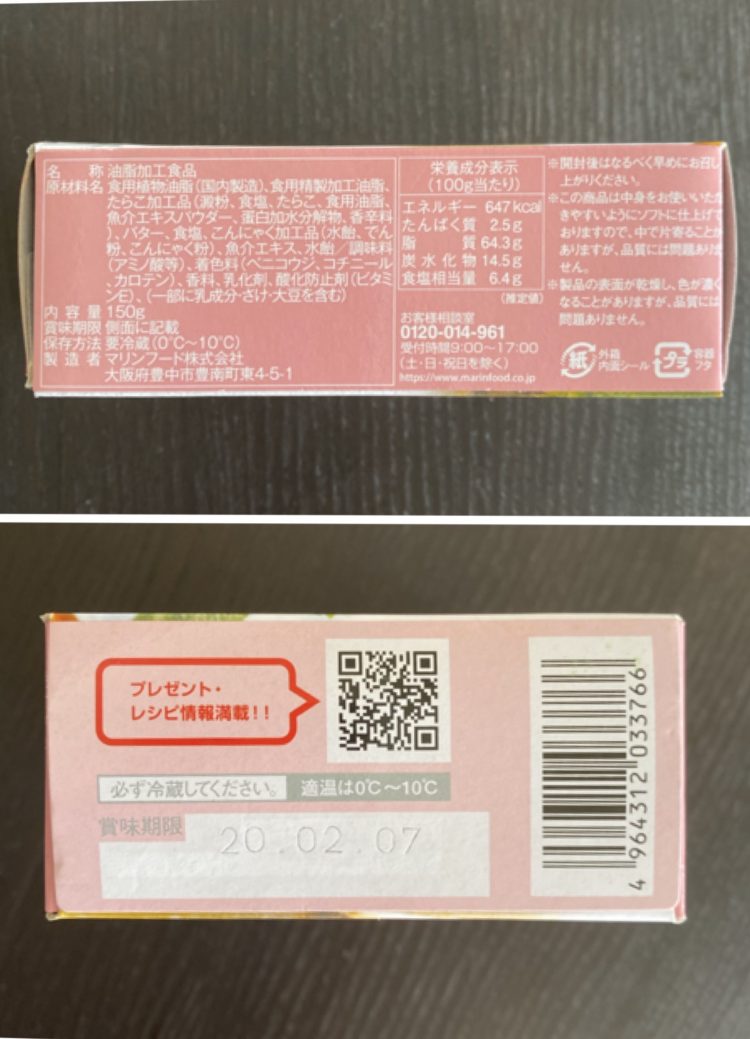 名　　称 油脂加工食品
原材料名 食用植物油脂(国内製造)、食用精製加工油脂、
たらこ加工品(澱粉、食塩、たらこ、食用油脂、
魚介エキスパウダー、蛋白加水分解物、香辛料
)、バター、食塩、こんにゃく加工品(水飴、でん
粉、こんにゃく粉)、魚介エキス、水飴／調味料
(アミノ酸等)、着色料(ベニコウジ、コチニール
、カロテン)、香料、乳化剤、酸化防止剤(ビタミ
ンE)、(一部に乳成分・さけ・大豆を含む)
内 容 量 150g
賞味期限 側面に記載
保存方法 要冷蔵(0℃〜10℃)
製 造 者 マリンフード株式会社
大阪府豊中市豊南町東4-5-1
栄養成分表示
(100g当たり)
エネルギー 647kcal
たんぱく質 2.5g
脂　　質 64.3g
炭水化物 14.5g
食塩相当量 6.4g
(推定値)
お客様相談室
0120-014-961
受付時間9:00〜17:00
(土・日・祝日を除く)
https://www.marinfood.co.jp
※開封後はなるべく早めにお召し
上がりください。
※この商品は中身をお使いいただ
きやすいようにソフトに仕上げて
おりますので、中で片寄ること
ありますが、品質には問題ありま
せん。
※製品の表面が乾燥し、色が濃く
なることがありますが、品質には
問題ありません。
紙 外箱
内面シール
プラ 容器
フタ
プレゼント・
レシピ情報満載!!
必ず冷蔵してください。 適温は0℃〜10℃
賞味期限 20.02.07
4 964312 033766